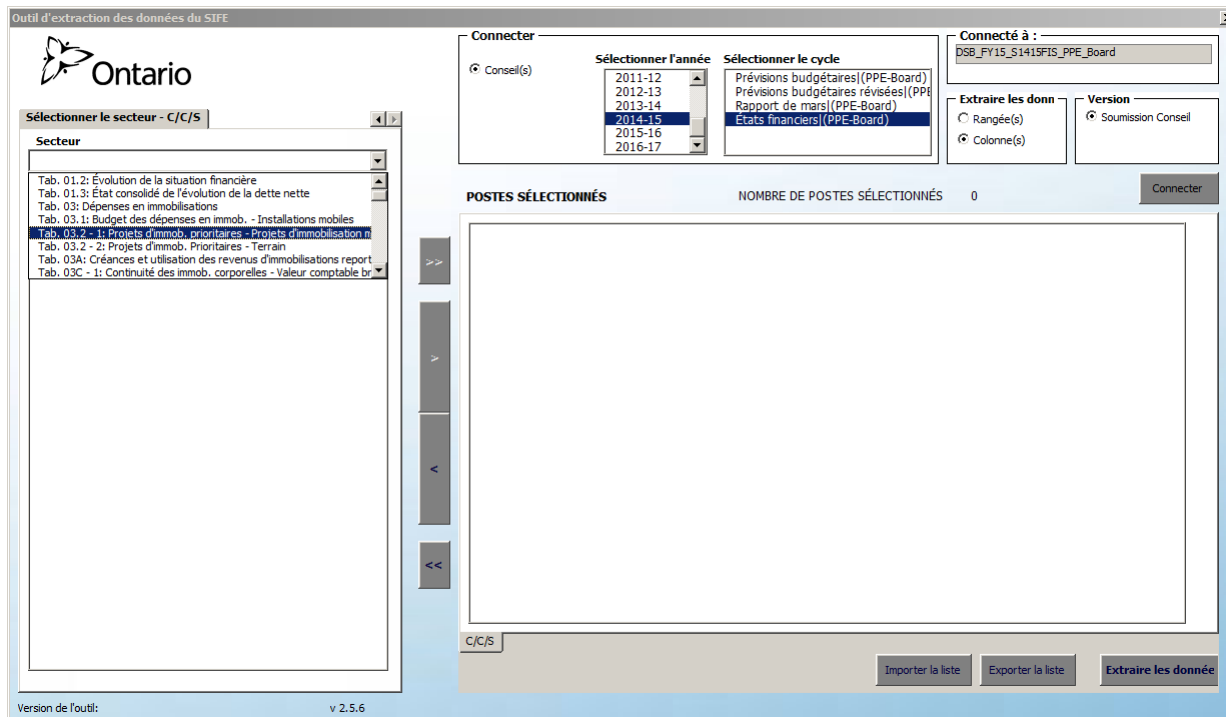 Outil d'extraction des données du SIFE
Ontario
Sélectionner le secteur - C/C/S
Secteur
Tab. 01.2: Évolution de la situation financière
Tab. 01.3: État consolidé de l'évolution de la dette nette
Tab. 03: Dépenses en immobilisations
Tab. 03.1: Budget des dépenses en immob. - Installations mobiles
Tab. 03.2 - 1: Projets d'immob. prioritaires - Projets d'immobilisation n
Tab. 03.2 - 2: Projets d'immob. Prioritaires - Terrain
Tab. 03A: Créances et utilisation des revenus d'immobilisations report
Tab. 03C - 1: Continuité des immob. corporelles - Valeur comptable br
Version de l'outil: v 2.5.6
>>
>
<
<<
Connecter
Conseil(s)
Sélectionner l'année
2011-12
2012-13
2013-14
2014-15
2015-16
2016-17
Sélectionner le cycle
Prévisions budgétaires|(PPE-Board)
Prévisions budgétaires révisées|(PPE
Rapport de mars|(PPE-Board)
États financiers|(PPE-Board)
Connecté à : 
DSB_FY15_S1415FIS_PPE_Board
Extraire les donn
Rangée(s)
Colonne(s)
Version
Soumission Conseil
Connecter
POSTES SÉLECTIONNÉS NOMBRE DE POSTES SÉLECTIONNÉS 0
C/C/S
Importer la liste Exporter la liste Extraire les donnée